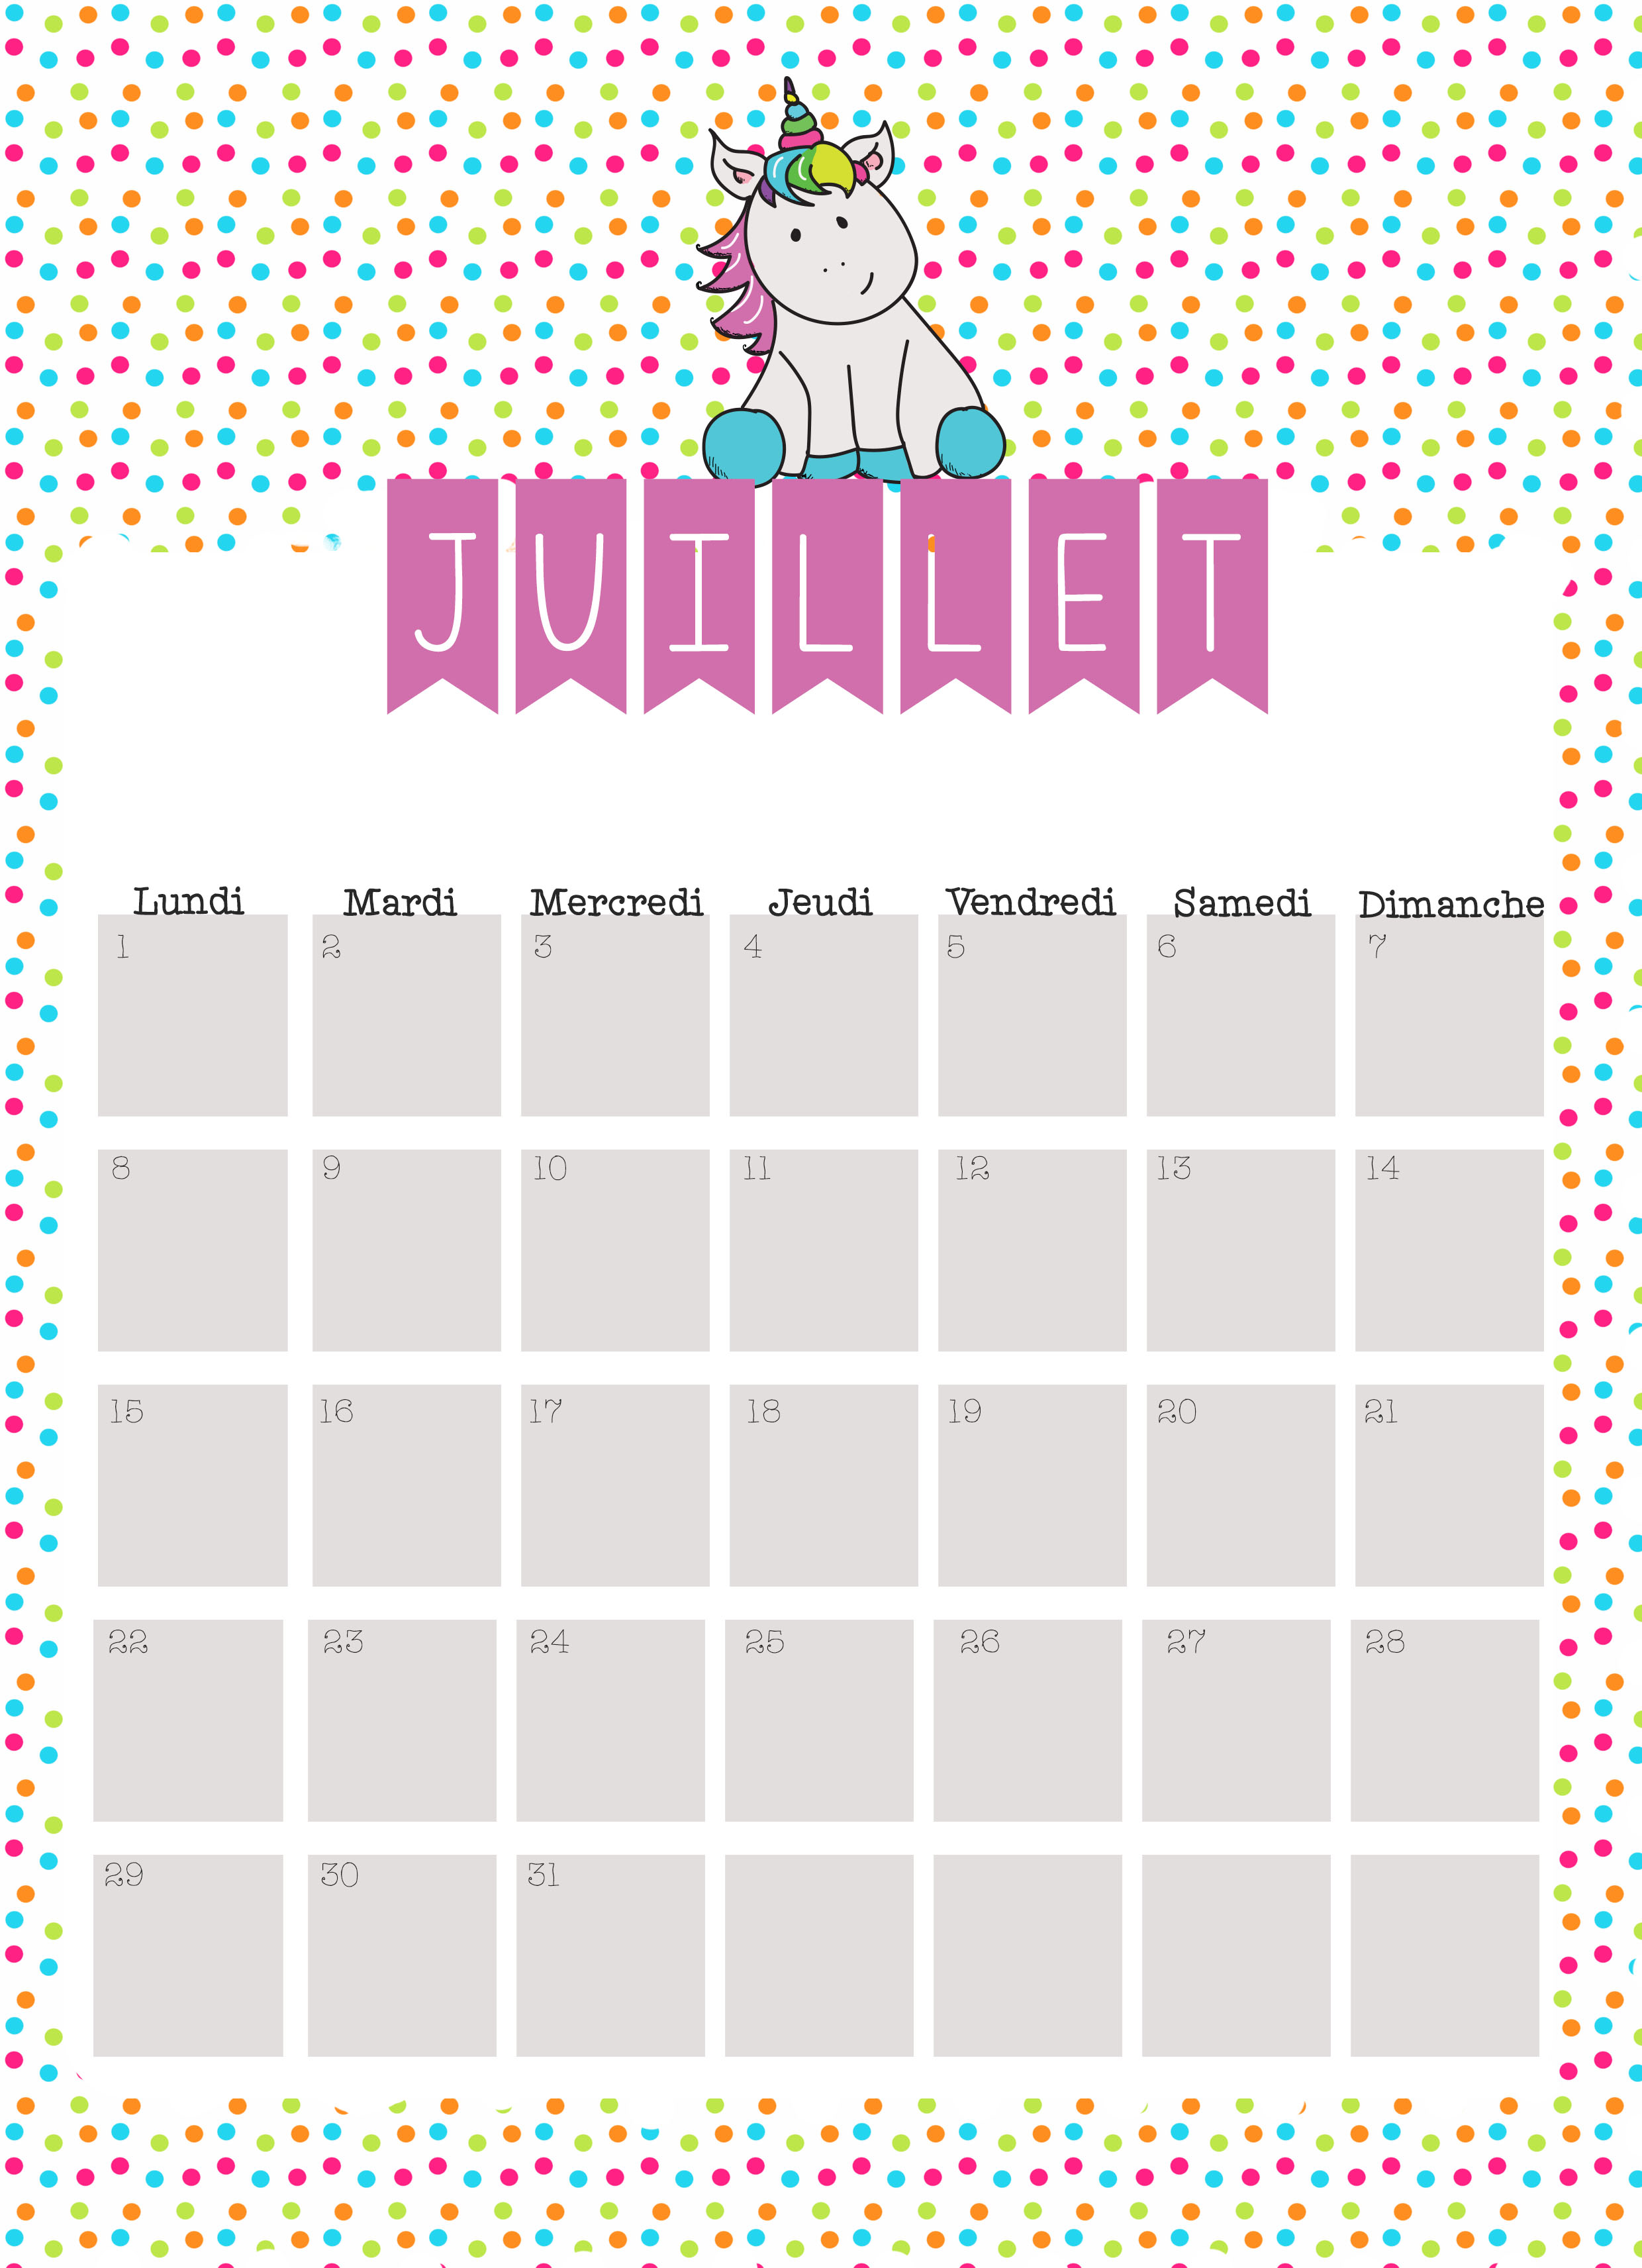 JUILLET
Lundi Mardi Mercredi Jeudi Vendredi Samedi Dimanche
1 2 3 4 5 6 7
8 9 10 11 12 13 14
15 16 17 18 19 20 21
22 23 24 25 26 27 28
29 30 31